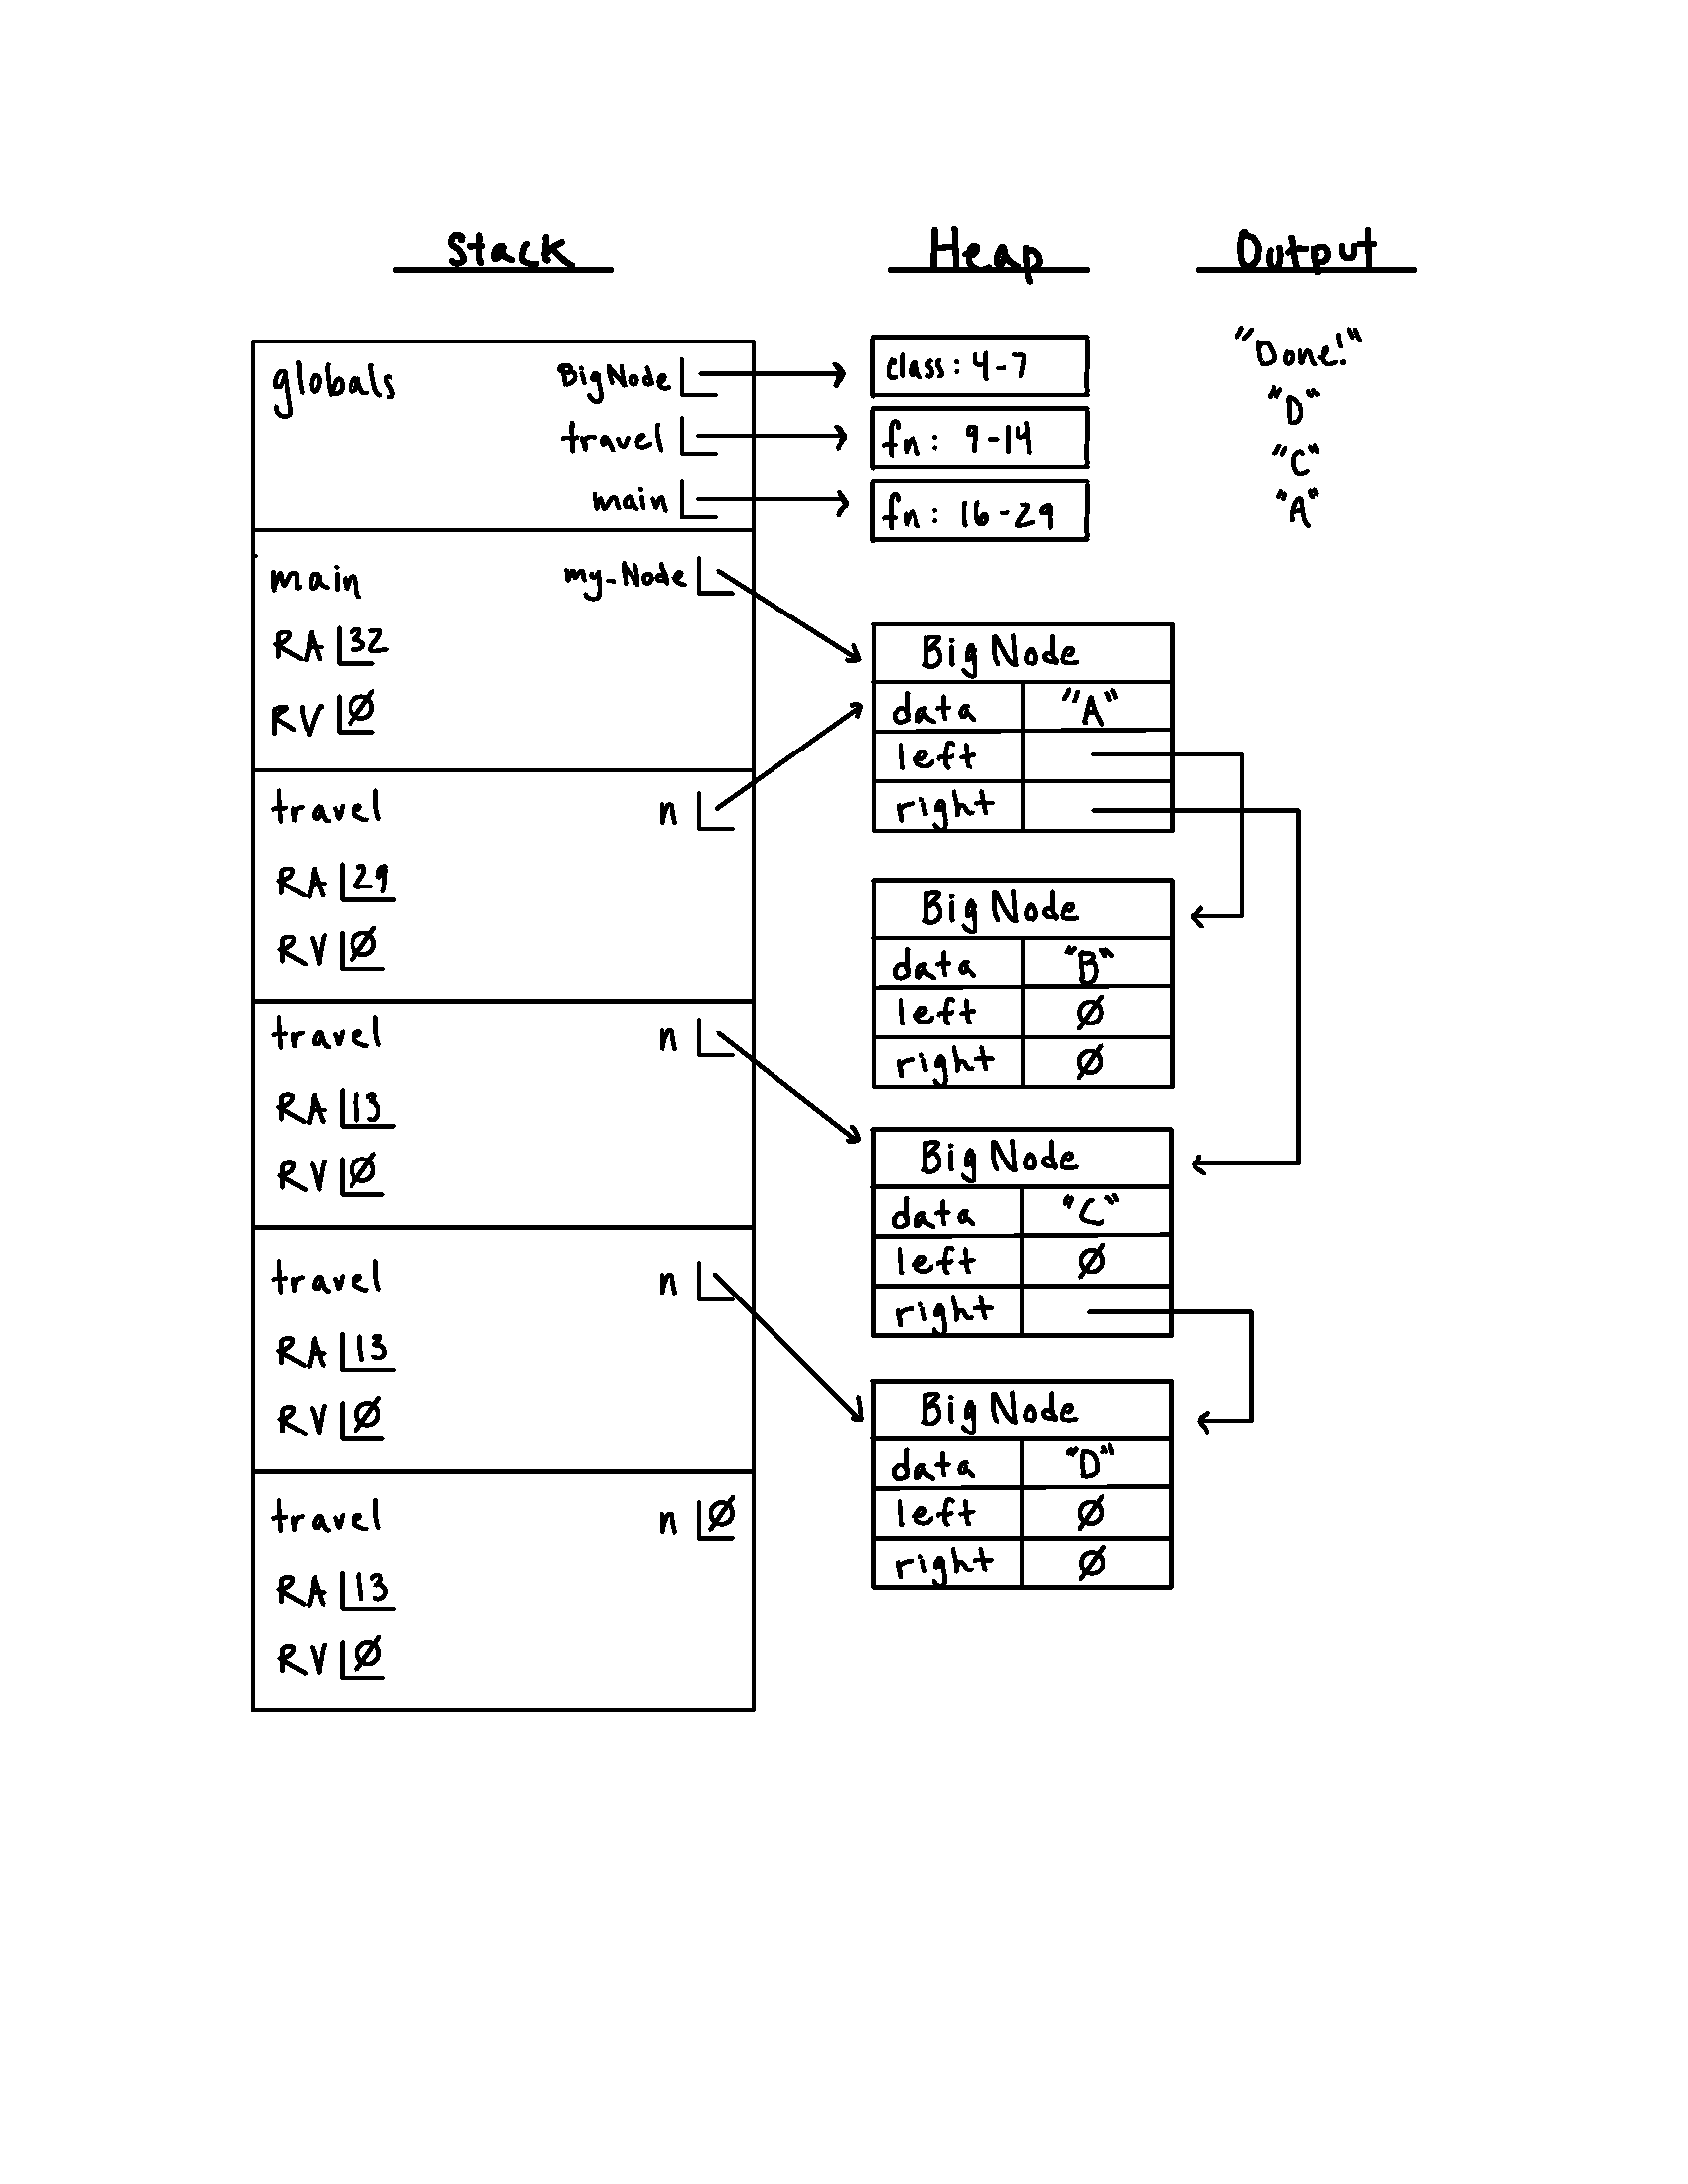 Stack Heap Output
globals BigNode class: 4-7 "Done!"
travel fn: 9-14 "D"
"C"
main fn: 16-29 "A"
main my_Node
RA 32 Big Node
RV Ø data "A"
left
travel n right
RA 29 Big Node
RV Ø data "B"
left Ø
travel n right Ø
RA 13 Big Node
RV Ø data "C"
left Ø
travel n right
RA 13
RV Ø Big Node
data "D"
travel n Ø left Ø
RA 13 right Ø
RV Ø